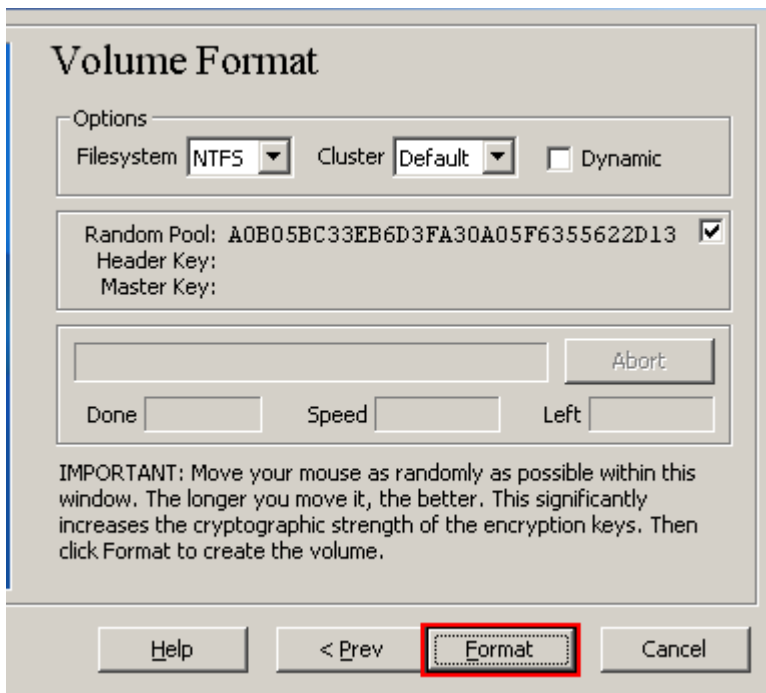 Volume Format
Options
Filesystem NTFS Cluster Default Dynamic
Random Pool: A0B05BC33EB6D3FA30A05F6355622D13
Header Key:
Master Key:
Abort
Done Speed Left
IMPORTANT: Move your mouse as randomly as possible within this
window. The longer you move it, the better. This significantly
increases the cryptographic strength of the encryption keys. Then
click Format to create the volume.
Help < Prev Format Cancel